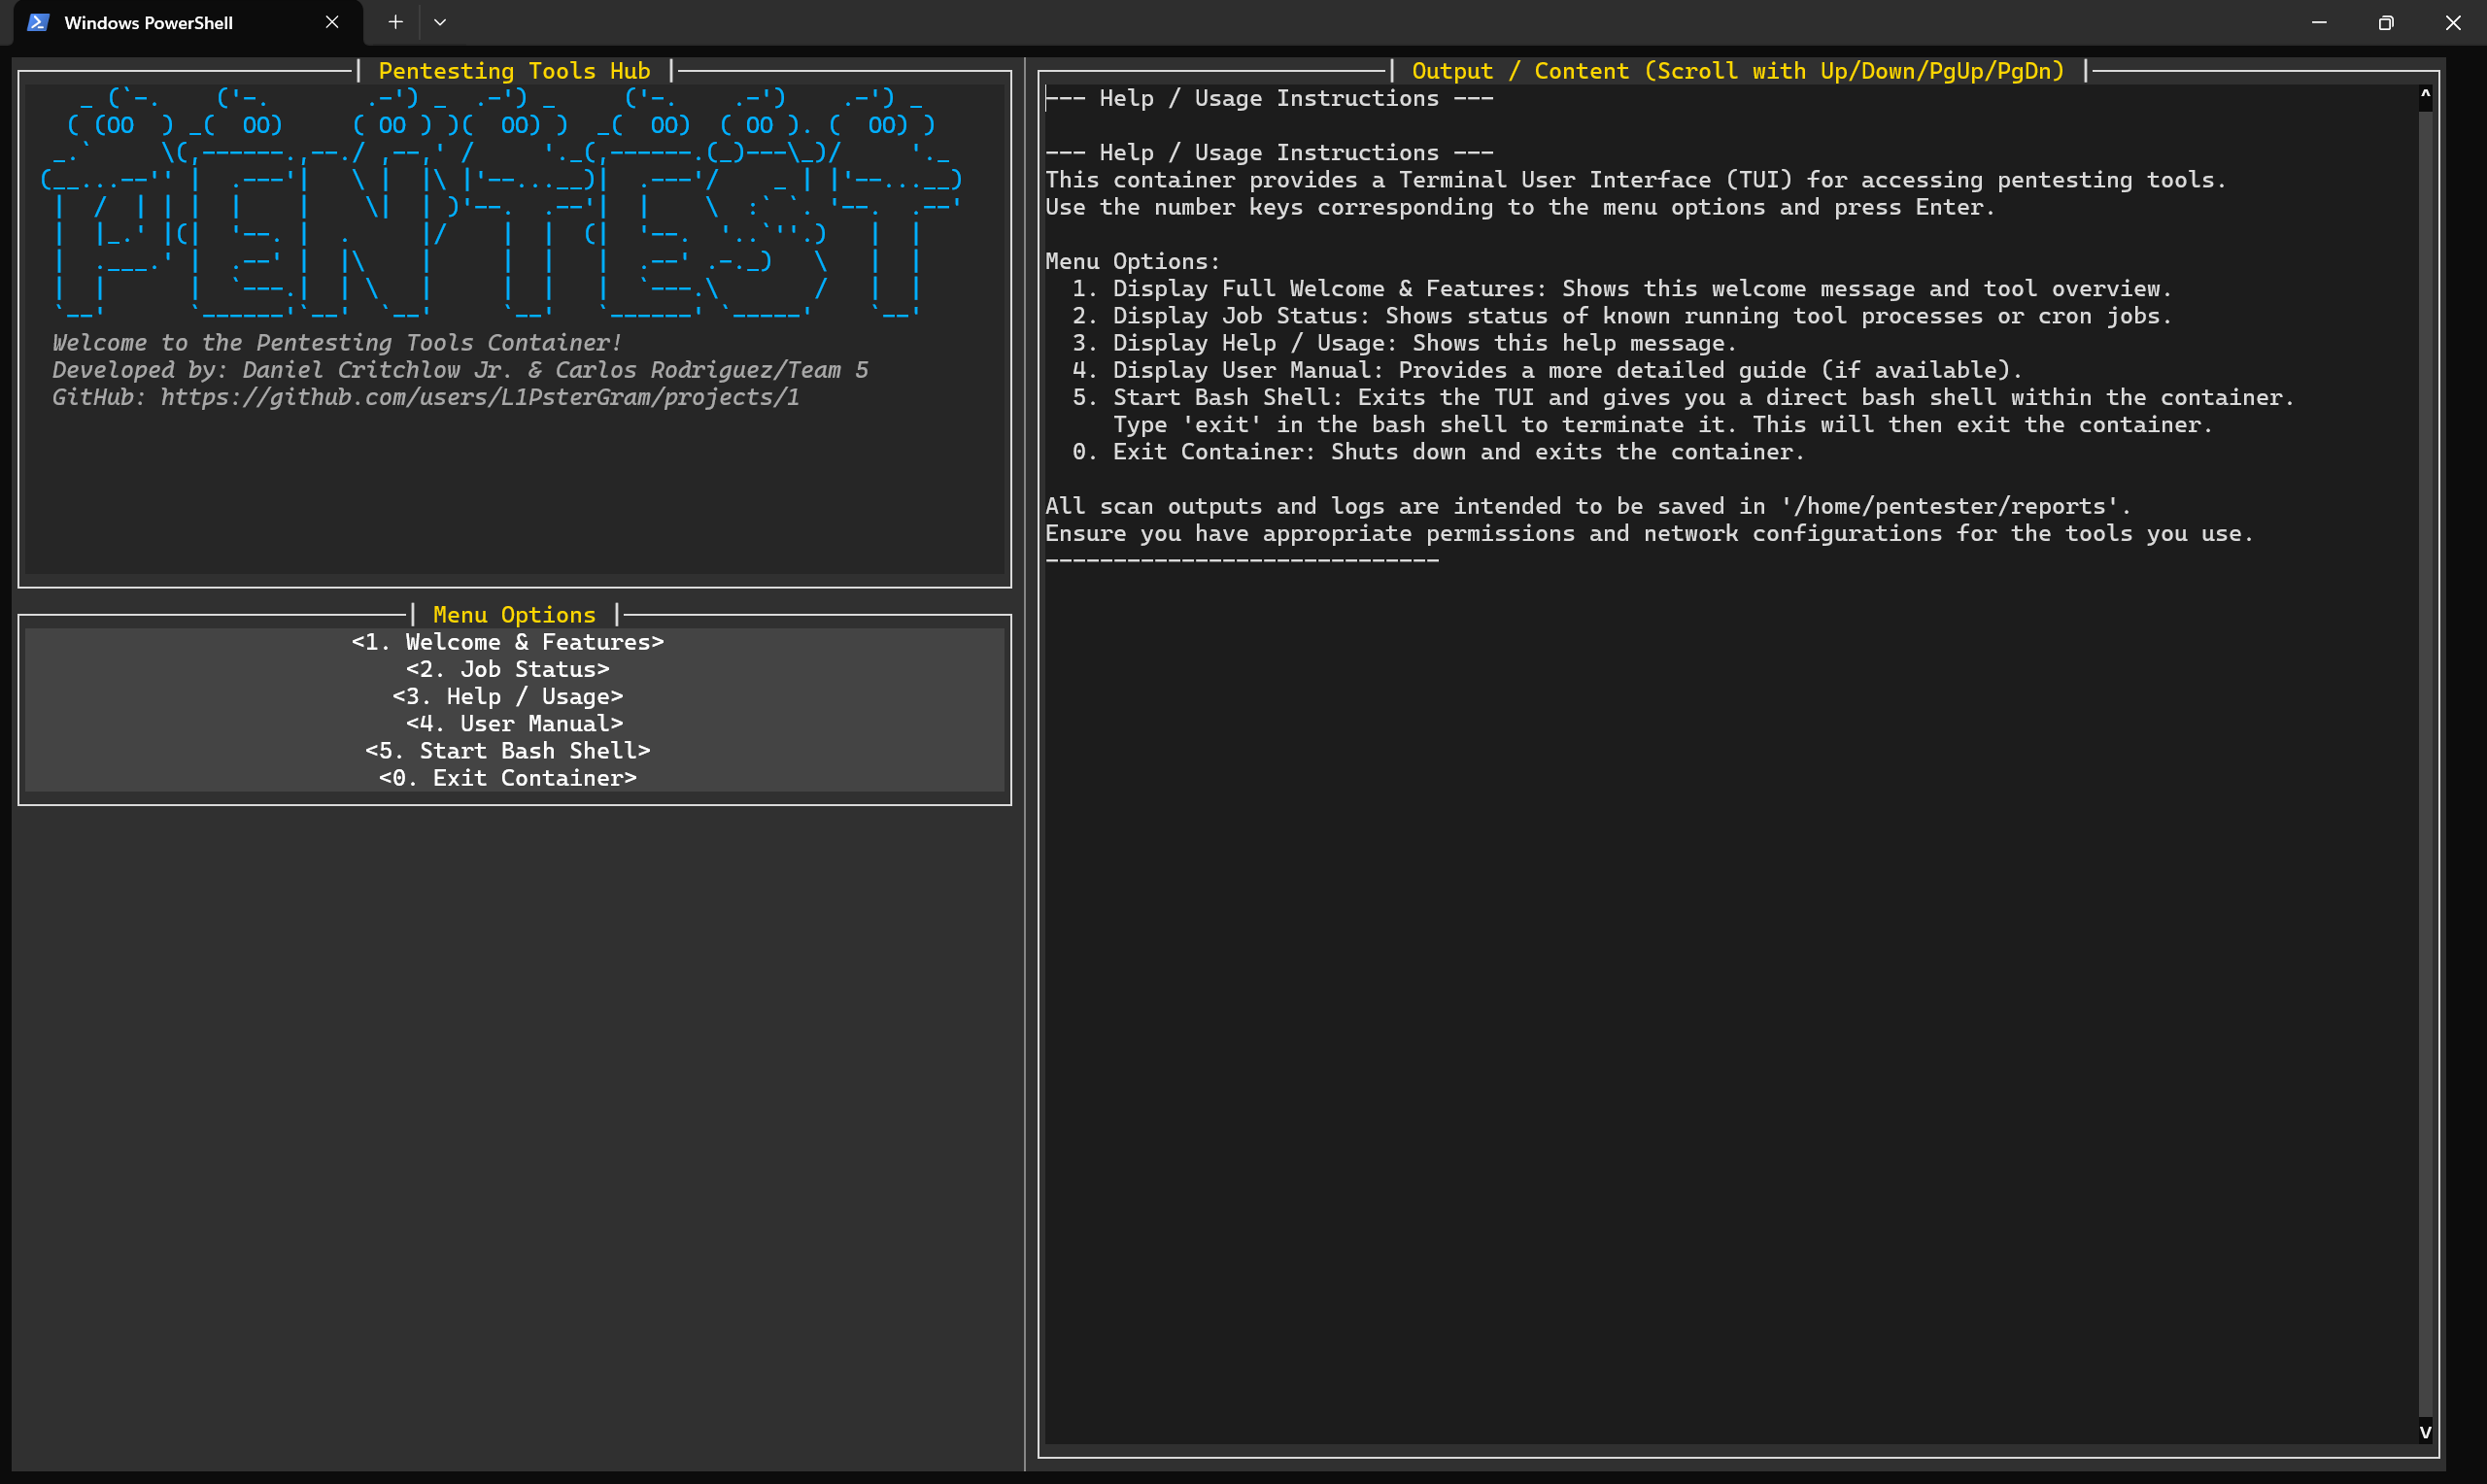 Windows PowerShell
Pentesting Tools Hub
PENTEST
Welcome to the Pentesting Tools Container!
Developed by: Daniel Critchlow Jr. & Carlos Rodriguez/Team 5
GitHub: https://github.com/users/L1PsterGram/projects/1
Menu Options
<1. Welcome & Features>
<2. Job Status>
<3. Help / Usage>
<4. User Manual>
<5. Start Bash Shell>
<0. Exit Container>
Output / Content (Scroll with Up/Down/PgUp/PgDn)
--- Help / Usage Instructions ---
--- Help / Usage Instructions ---
This container provides a Terminal User Interface (TUI) for accessing pentesting tools.
Use the number keys corresponding to the menu options and press Enter.
Menu Options:
1. Display Full Welcome & Features: Shows this welcome message and tool overview.
2. Display Job Status: Shows status of known running tool processes or cron jobs.
3. Display Help / Usage: Shows this help message.
4. Display User Manual: Provides a more detailed guide (if available).
5. Start Bash Shell: Exits the TUI and gives you a direct bash shell within the container.
Type 'exit' in the bash shell to terminate it. This will then exit the container.
0. Exit Container: Shuts down and exits the container.
All scan outputs and logs are intended to be saved in '/home/pentester/reports'.
Ensure you have appropriate permissions and network configurations for the tools you use.
-----------------------------